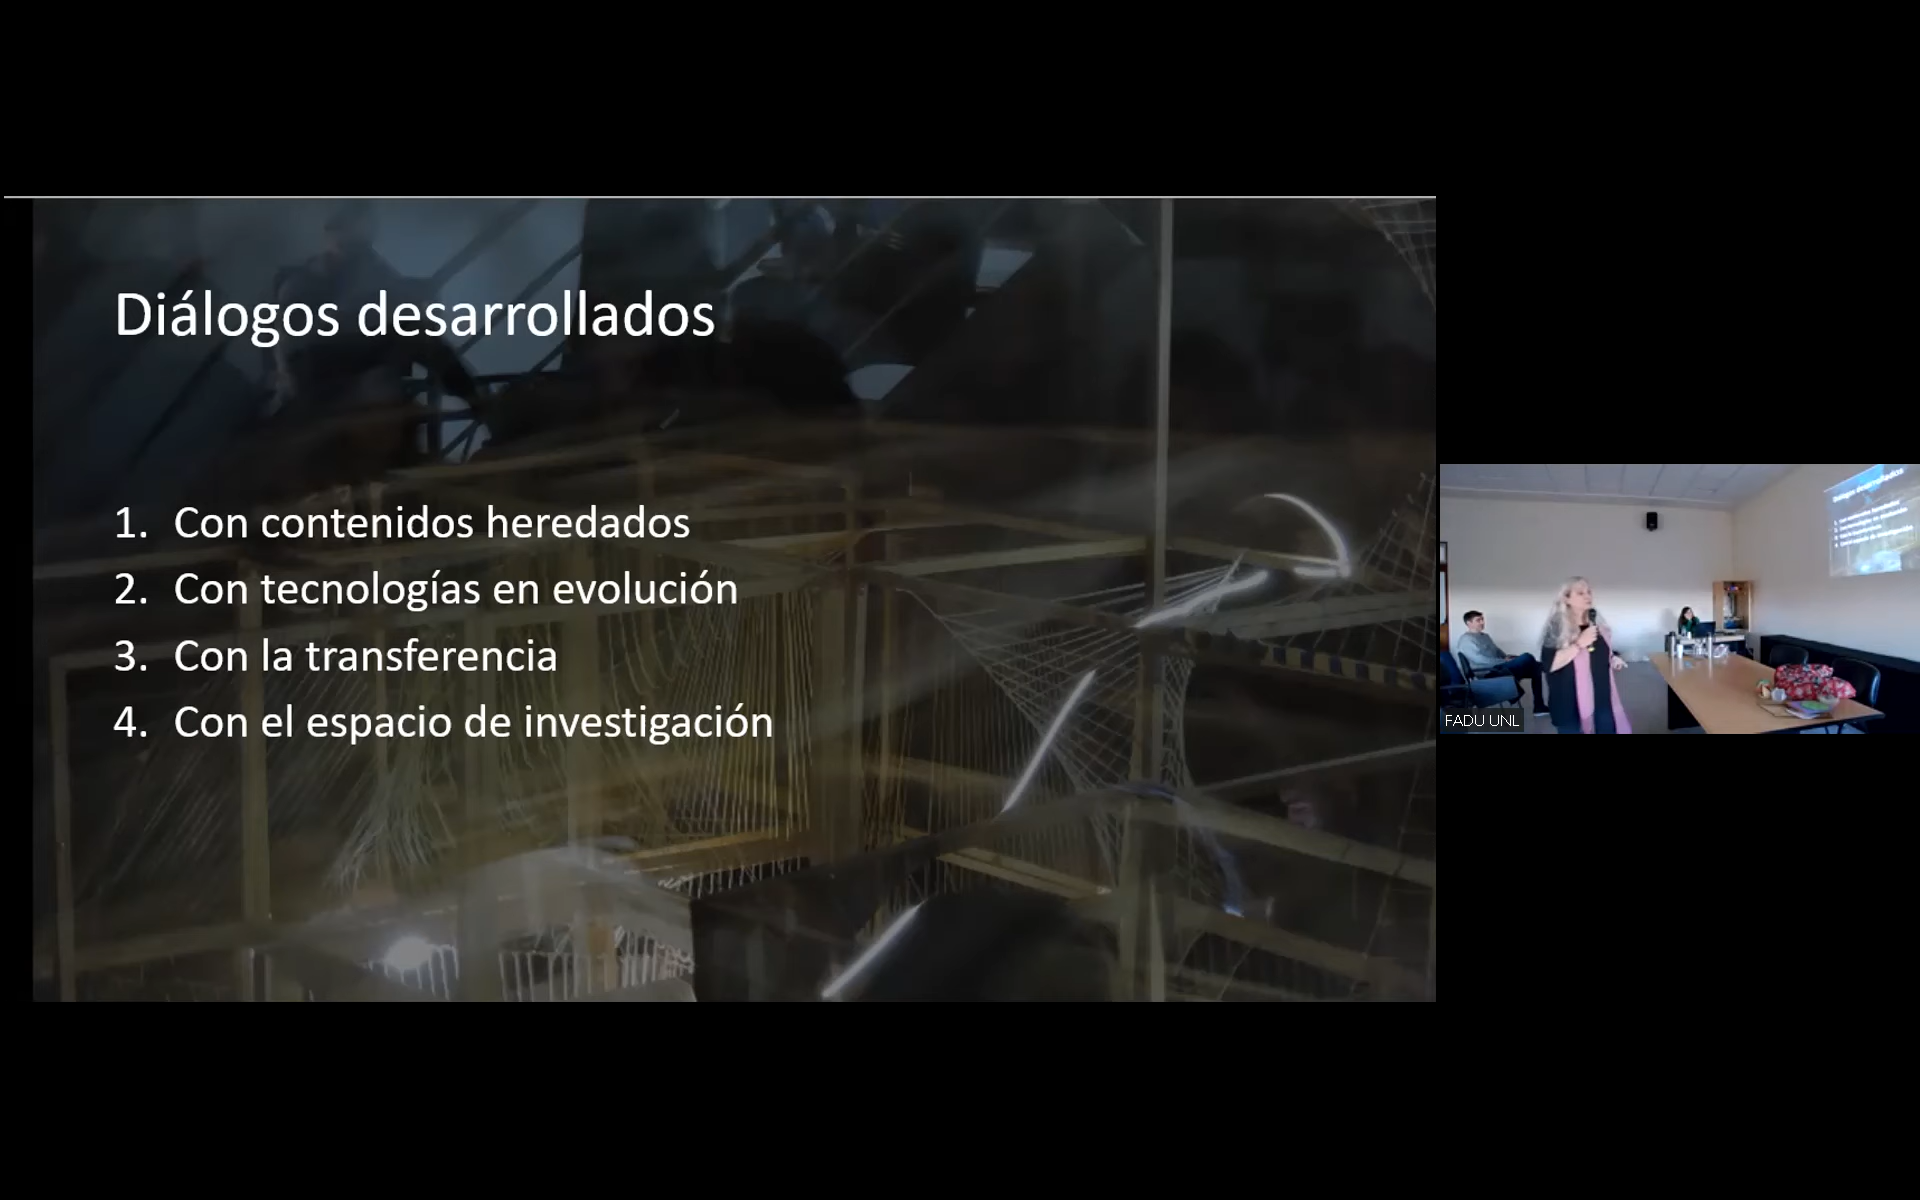 Diálogos desarrollados
1. Con contenidos heredados
2. Con tecnologías en evolución
3. Con la transferencia
4. Con el espacio de investigación
FADU UNL